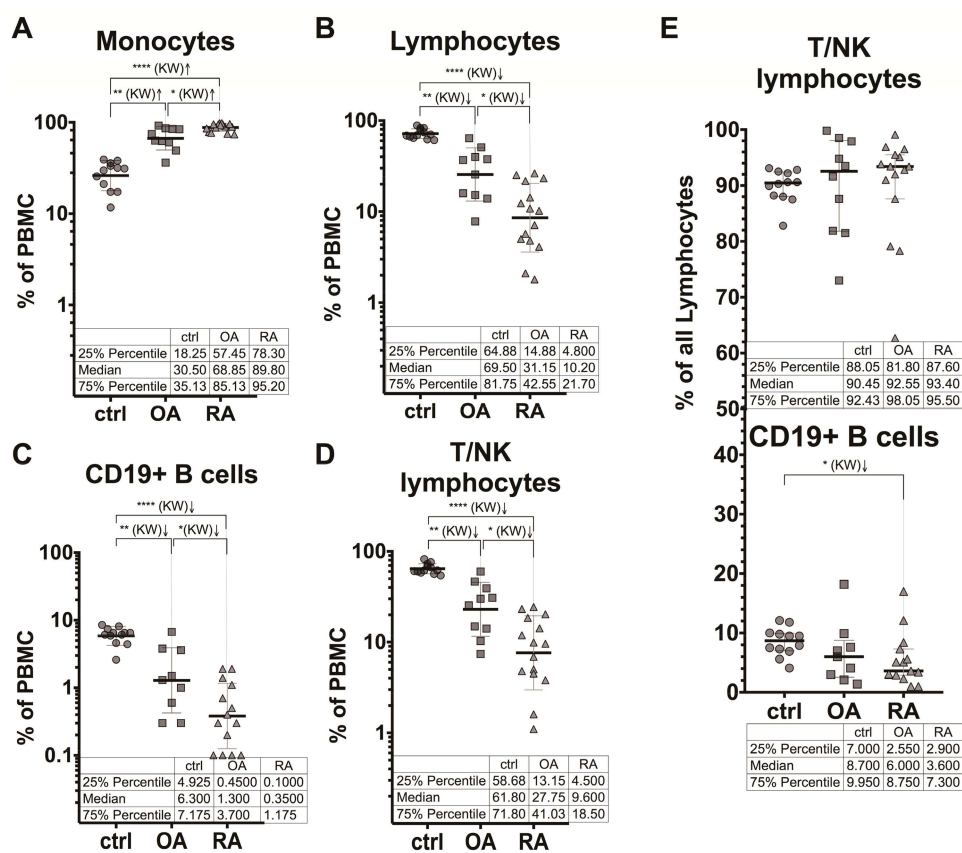 A
Monocytes
**** (KW)↑
** (KW)↑ * (KW)↑
% of PBMC
100
10
1
ctrl OA RA
25% Percentile 18.25 57.45 78.30
Median 30.50 68.85 89.80
75% Percentile 35.13 85.13 95.20
ctrl OA RA
B
Lymphocytes
**** (KW)↓
** (KW)↓ * (KW)↓
% of PBMC
100
10
1
ctrl OA RA
25% Percentile 64.88 14.88 4.800
Median 69.50 31.15 10.20
75% Percentile 81.75 42.55 21.70
ctrl OA RA
C
CD19+ B cells
**** (KW)↓
** (KW)↓ *(KW)↓
% of PBMC
100
10
1
0.1
ctrl OA RA
25% Percentile 4.925 0.4500 0.1000
Median 6.300 1.300 0.3500
75% Percentile 7.175 3.700 1.175
ctrl OA RA
D
T/NK
lymphocytes
**** (KW)↓
** (KW)↓ * (KW)↓
% of PBMC
100
10
1
ctrl OA RA
25% Percentile 58.68 13.15 4.500
Median 61.80 27.75 9.600
75% Percentile 71.80 41.03 18.50
ctrl OA RA
E
T/NK
lymphocytes
% of all Lymphocytes
100
90
80
70
60
ctrl OA RA
25% Percentile 88.05 81.80 87.60
Median 90.45 92.55 93.40
75% Percentile 92.43 98.05 95.50
50
CD19+ B cells
* (KW)↓
40
30
20
10
0
ctrl OA RA
ctrl OA RA
25% Percentile 7.000 2.550 2.900
Median 8.700 6.000 3.600
75% Percentile 9.950 8.750 7.300